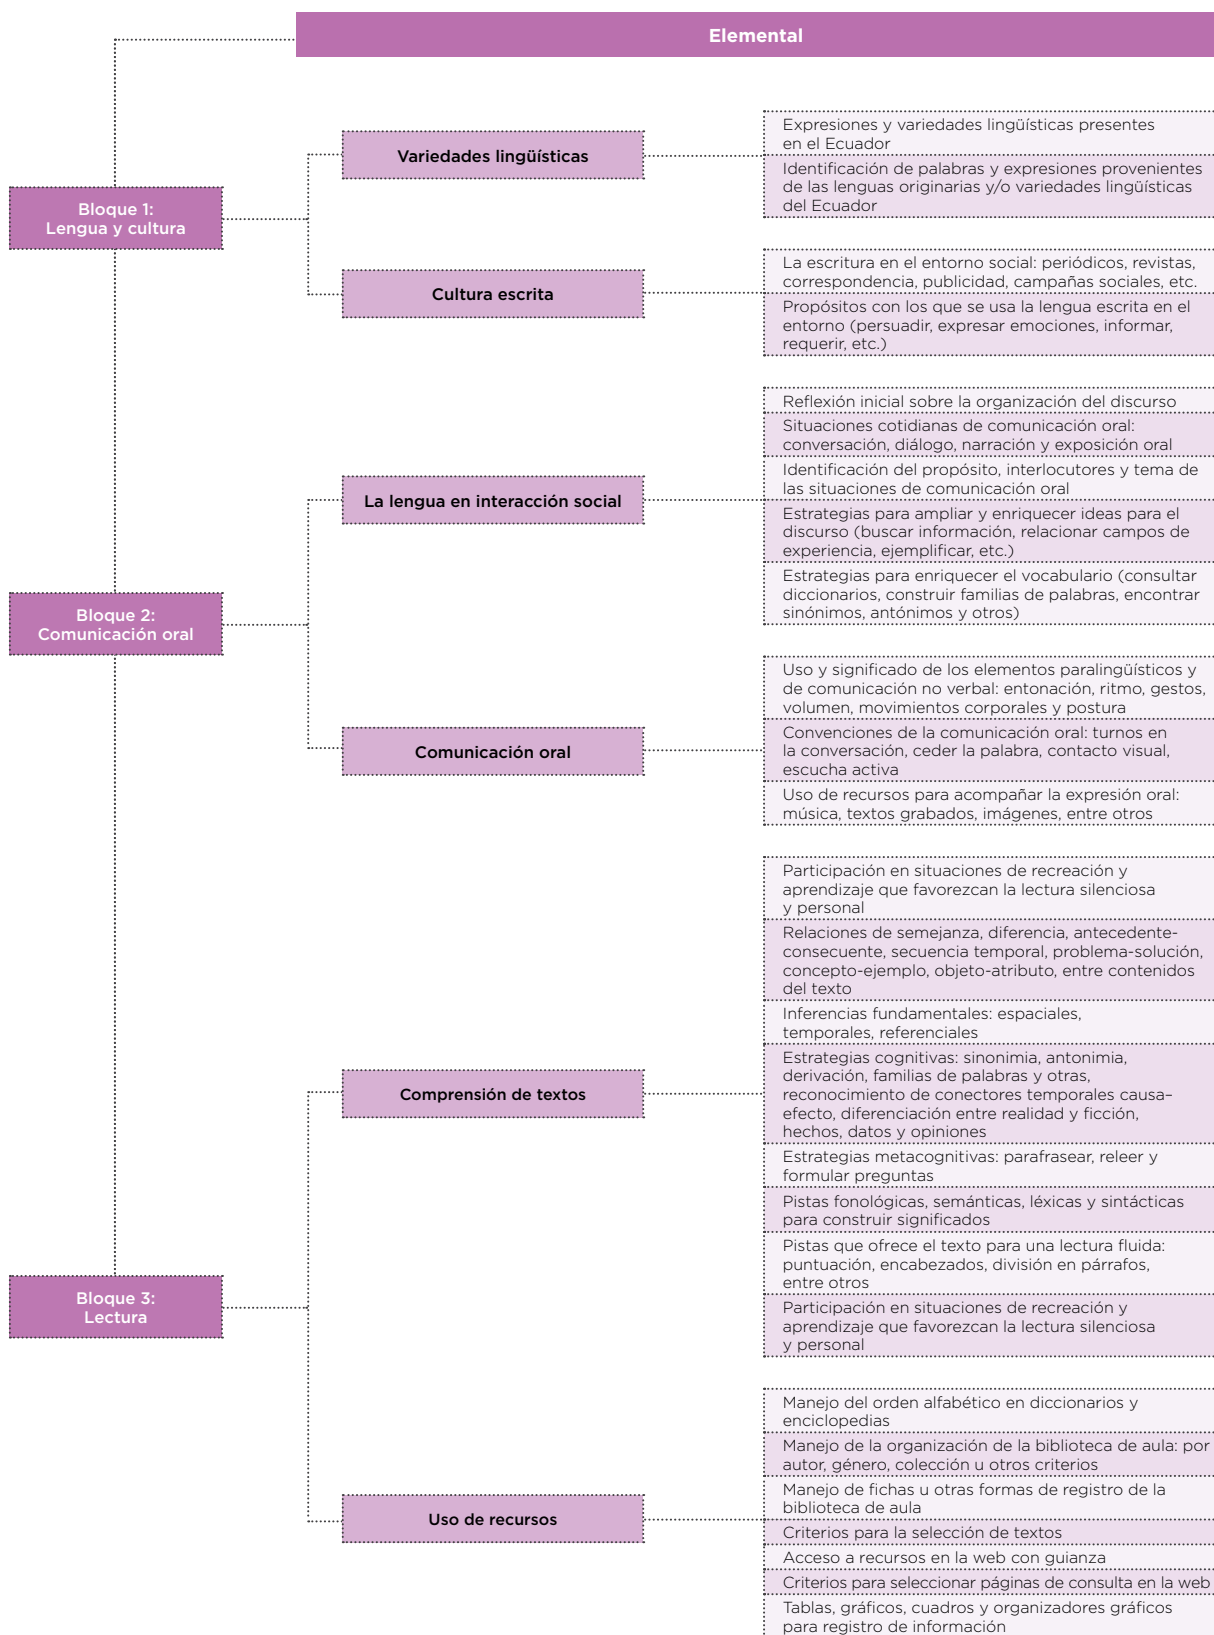 Elemental
Bloque 1:
Lengua y cultura
Variedades lingüísticas
Expresiones y variedades lingüísticas presentes
en el Ecuador
Identificación de palabras y expresiones provenientes
de las lenguas originarias y/o variedades lingüísticas
del Ecuador
Cultura escrita
La escritura en el entorno social: periódicos, revistas,
correspondencia, publicidad, campañas sociales, etc.
Propósitos con los que se usa la lengua escrita en el
entorno (persuadir, expresar emociones, informar,
requerir, etc.)
Bloque 2:
Comunicación oral
La lengua en interacción social
Reflexión inicial sobre la organización del discurso
Situaciones cotidianas de comunicación oral:
conversación, diálogo, narración y exposición oral
Identificación del propósito, interlocutores y tema de
las situaciones de comunicación oral
Estrategias para ampliar y enriquecer ideas para el
discurso (buscar información, relacionar campos de
experiencia, ejemplificar, etc.)
Estrategias para enriquecer el vocabulario (consultar
diccionarios, construir familias de palabras, encontrar
sinónimos, antónimos y otros)
Comunicación oral
Uso y significado de los elementos paralingüísticos y
de comunicación no verbal: entonación, ritmo, gestos,
volumen, movimientos corporales y postura
Convenciones de la comunicación oral: turnos en
la conversación, ceder la palabra, contacto visual,
escucha activa
Uso de recursos para acompañar la expresión oral:
música, textos grabados, imágenes, entre otros
Bloque 3:
Lectura
Comprensión de textos
Participación en situaciones de recreación y
aprendizaje que favorezcan la lectura silenciosa
y personal
Relaciones de semejanza, diferencia, antecedente-
consecuente, secuencia temporal, problema-solución,
concepto-ejemplo, objeto-atributo, entre contenidos
del texto
Inferencias fundamentales: espaciales,
temporales, referenciales
Estrategias cognitivas: sinonimia, antonimia,
derivación, familias de palabras y otras,
reconocimiento de conectores temporales causa–
efecto, diferenciación entre realidad y ficción,
hechos, datos y opiniones
Estrategias metacognitivas: parafrasear, releer y
formular preguntas
Pistas fonológicas, semánticas, léxicas y sintácticas
para construir significados
Pistas que ofrece el texto para una lectura fluida:
puntuación, encabezados, división en párrafos,
entre otros
Participación en situaciones de recreación y
aprendizaje que favorezcan la lectura silenciosa
y personal
Uso de recursos
Manejo del orden alfabético en diccionarios y
enciclopedias
Manejo de la organización de la biblioteca de aula: por
autor, género, colección u otros criterios
Manejo de fichas u otras formas de registro de la
biblioteca de aula
Criterios para la selección de textos
Acceso a recursos en la web con guianza
Criterios para seleccionar páginas de consulta en la web
Tablas, gráficos, cuadros y organizadores gráficos
para registro de información